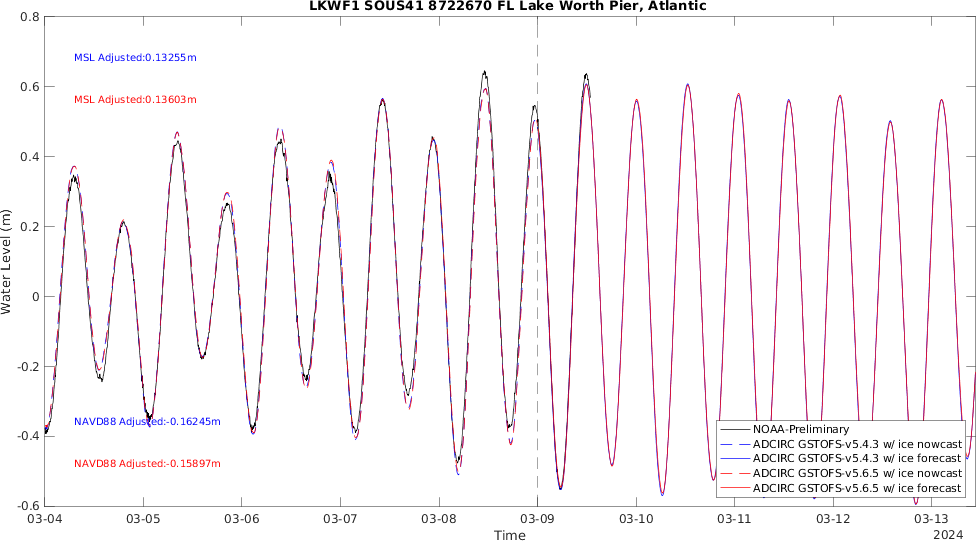 LKWF1 SOUS41 8722670 FL Lake Worth Pier, Atlantic
0.8
0.6
0.4
0.2
0
-0.2
-0.4
-0.6
Water Level (m)
MSL Adjusted:0.13255m
MSL Adjusted:0.13603m
NAVD88 Adjusted:-0.16245m
NAVD88 Adjusted:-0.15897m
NOAA-Preliminary
ADCIRC GSTOFS-v5.4.3 w/ ice nowcast
ADCIRC GSTOFS-v5.4.3 w/ ice forecast
ADCIRC GSTOFS-v5.6.5 w/ ice nowcast
ADCIRC GSTOFS-v5.6.5 w/ ice forecast
03-04 03-05 03-06 03-07 03-08 03-09 03-10 03-11 03-12 03-13
Time
2024